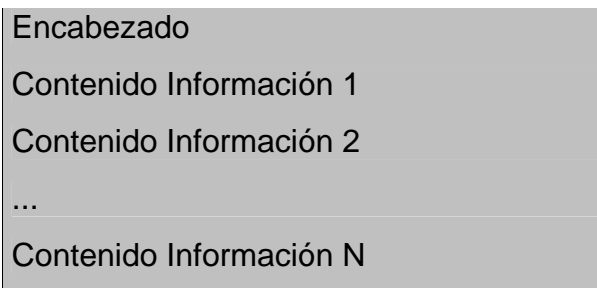 Encabezado
Contenido Información 1
Contenido Información 2
...
Contenido Información N